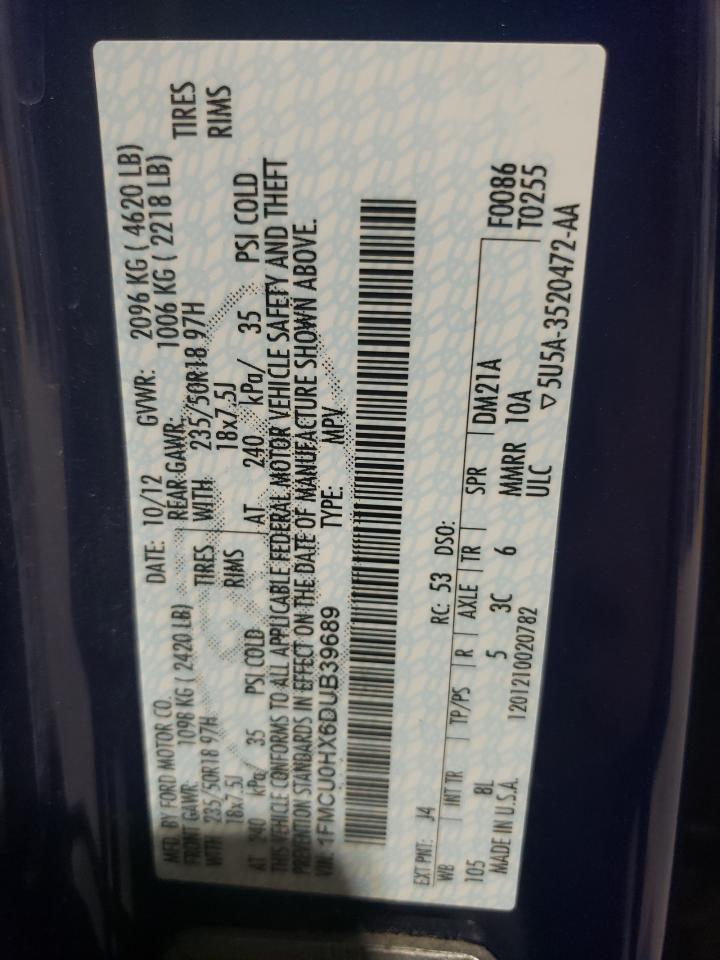 MFD. BY FORD MOTOR CO. DATE: 10/12 GVWR: 2096 KG ( 4620 LB)
FRONT GAWR: 1098 KG ( 2420 LB) REAR GAWR: 1006 KG ( 2218 LB)
WITH 235/50R18 97H TIRES WITH 235/50R18 97H TIRES
18x7.5J RIMS 18x7.5J RIMS
AT 240 kPa/ 35 PSI COLD AT 240 kPa/ 35 PSI COLD
THIS VEHICLE CONFORMS TO ALL APPLICABLE FEDERAL MOTOR VEHICLE SAFETY AND THEFT
PREVENTION STANDARDS IN EFFECT ON THE DATE OF MANUFACTURE SHOWN ABOVE.
VIN: 1FMCU0HX6DUB39689 TYPE: MPV
EXT PNT: J4 RC: 53 DSO: F0086
WB INT TR TP/PS R AXLE TR SPR DM21A T0255
105 8L 5 3C 6 MMRR 10A
MADE IN U.S.A. 1201210020782 ULC ▽5U5A-3520472-AA